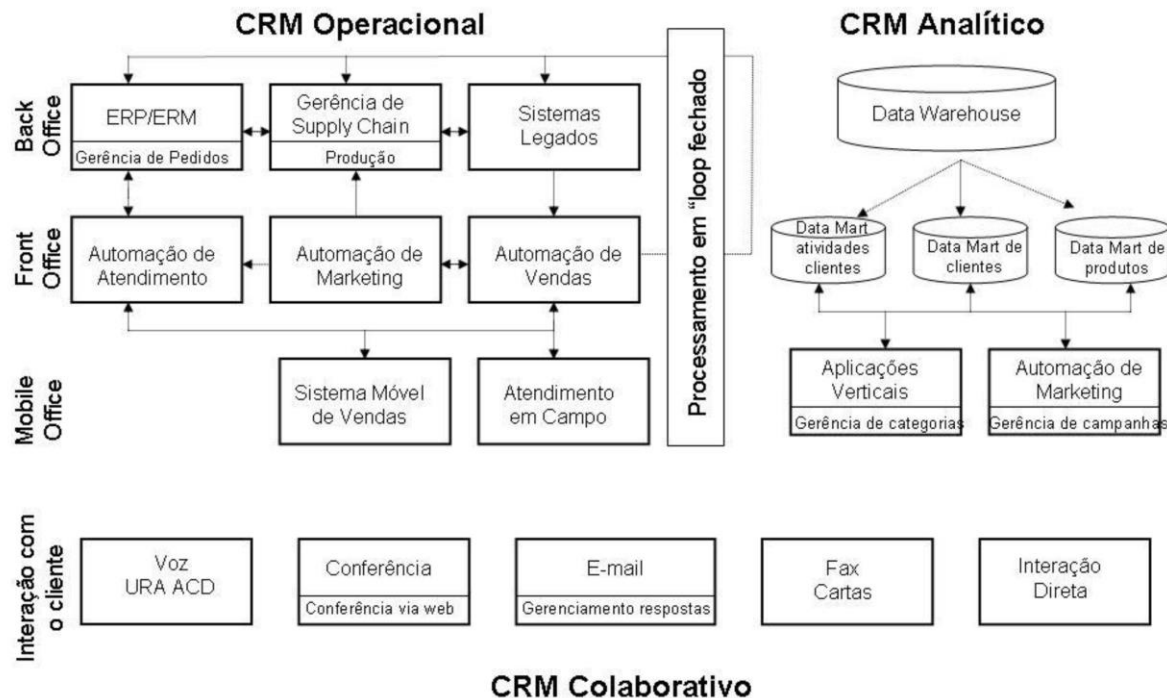 CRM Operacional
CRM Analítico
Back
Office
ERP/ERM
Gerência de Pedidos
Gerência de
Supply Chain
Produção
Sistemas
Legados
Processamento em "loop fechado
Data Warehouse
Front
Office
Automação de
Atendimento
Automação de
Marketing
Automação de
Vendas
Data Mart
atividades
clientes
Data Mart de
clientes
Data Mart de
produtos
Mobile
Office
Sistema Móvel
de Vendas
Atendimento
em Campo
Aplicações
Verticais
Gerência de categorias
Automação de
Marketing
Gerência de campanhas
Interação com
o cliente
Voz
URA ACD
Conferência
Conferência via web
E-mail
Gerenciamento respostas
Fax
Cartas
Interação
Direta
CRM Colaborativo